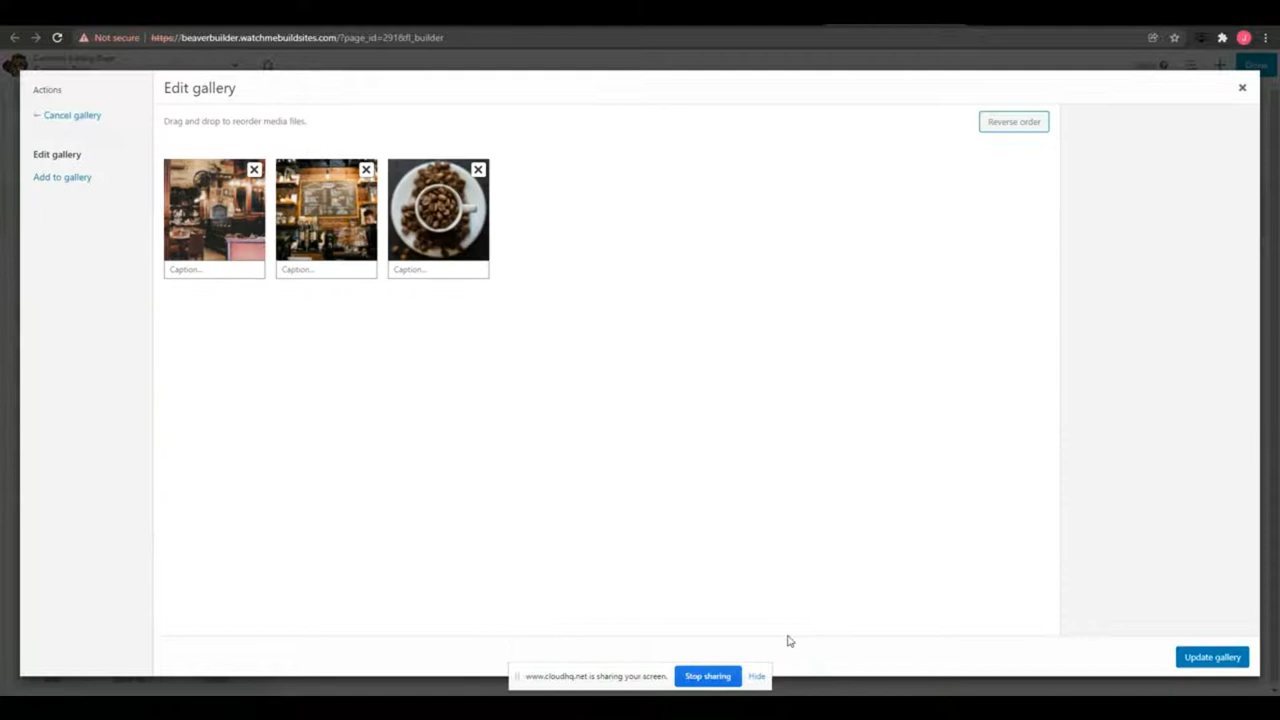 Not secure https://beaverbuilder.watchmebuildsites.com/?page_id=291&fl_builder
J
Done
Actions
← Cancel gallery
Edit gallery
Add to gallery
Edit gallery
Drag and drop to reorder media files.
Reverse order
Caption...
Caption...
Caption...
www.cloudhq.net is sharing your screen.
Stop sharing
Hide
Update gallery